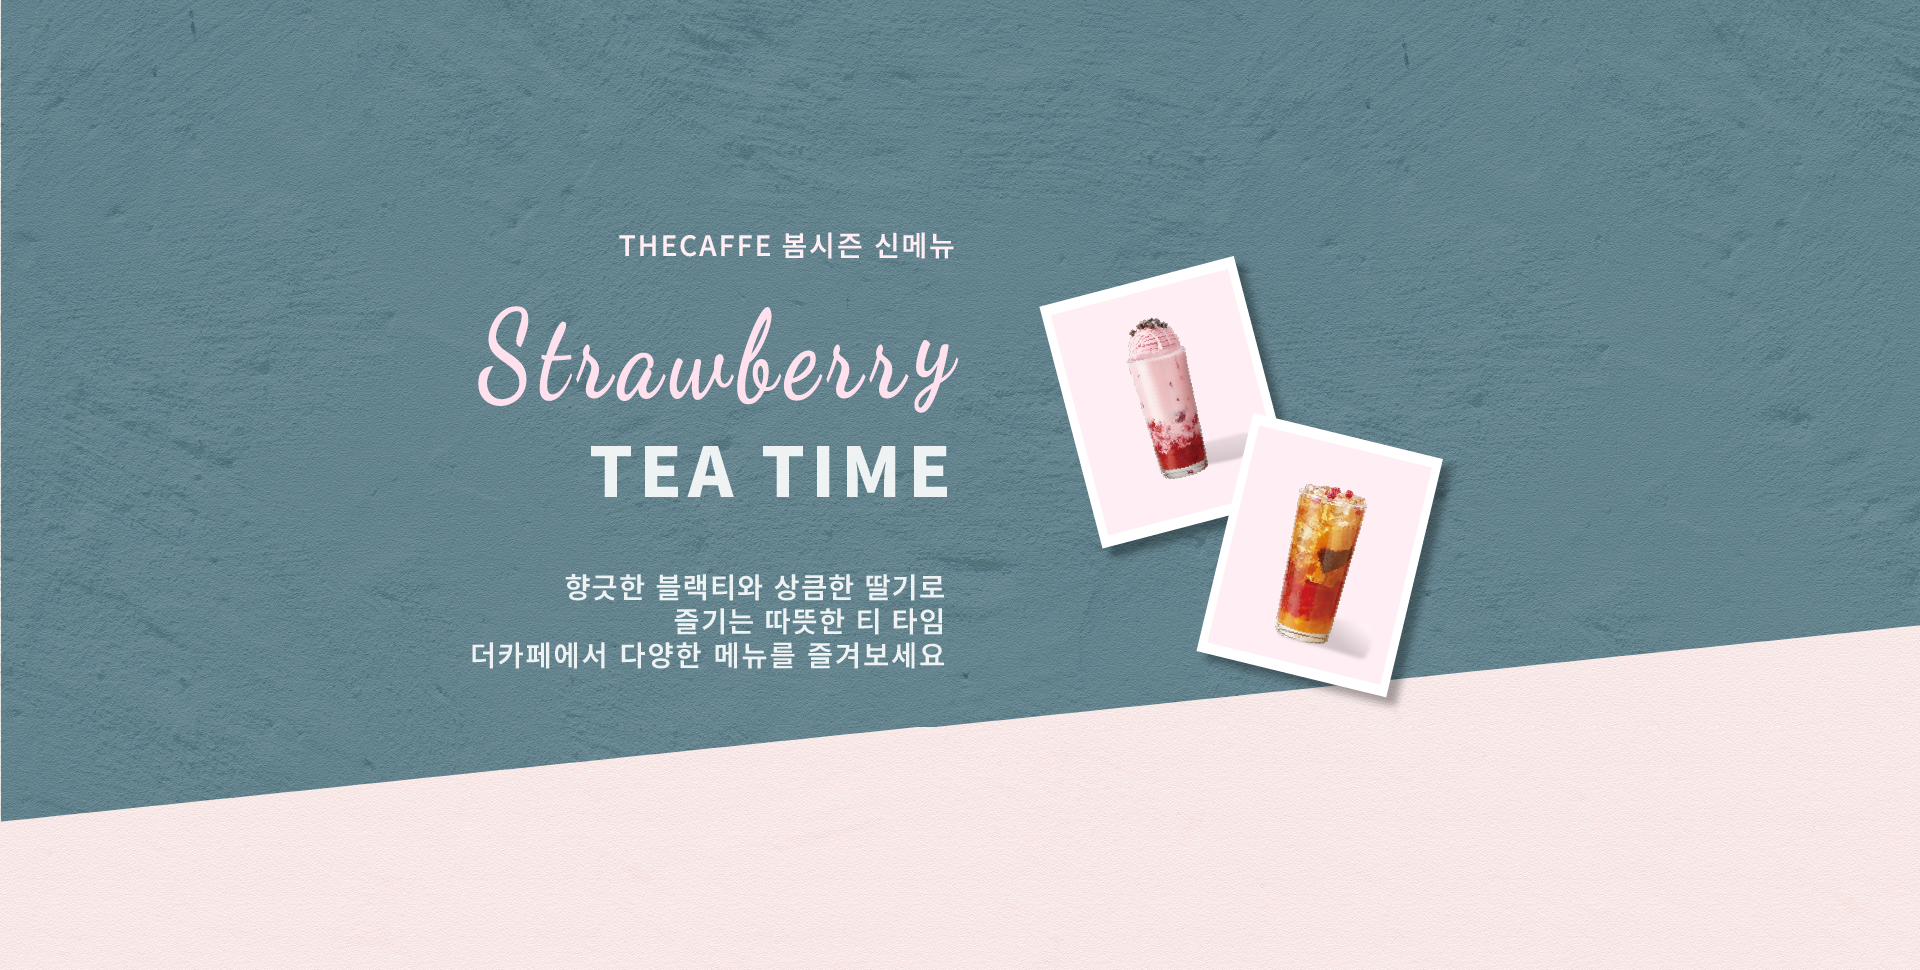 THECAFFE 봄시즌 신메뉴
Strawberry
TEA TIME
향긋한 블랙티와 상큼한 딸기로
즐기는 따뜻한 티 타임
더카페에서 다양한 메뉴를 즐겨보세요